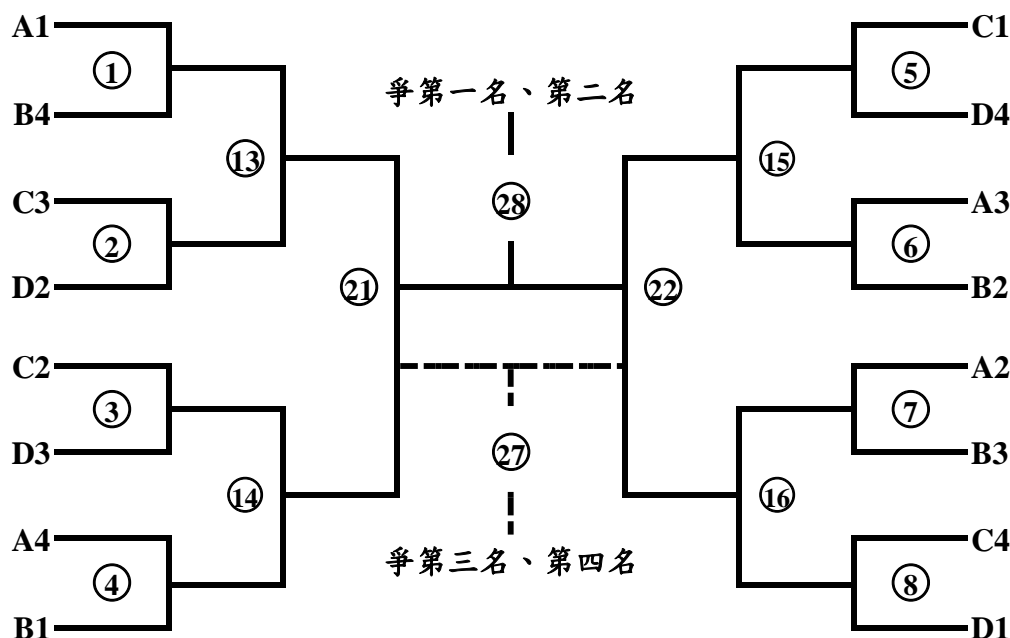 A1
①
B4
⑬
C3
②
D2
㉑
C2
③
D3
⑭
A4
④
B1
爭第一名、第二名
㉘
㉗
爭第三名、第四名
C1
⑤
D4
⑮
A3
⑥
B2
㉒
A2
⑦
B3
⑯
C4
⑧
D1